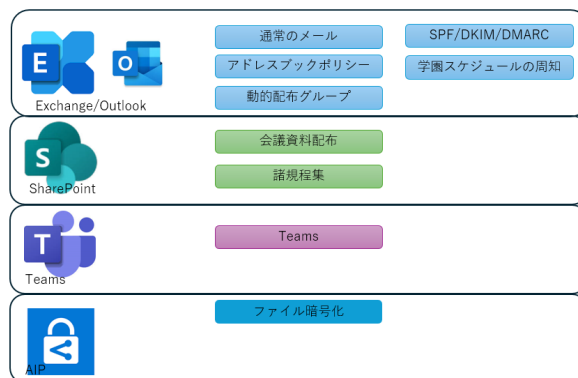 E
O
Exchange/Outlook
通常のメール
SPF/DKIM/DMARC
アドレスブックポリシー
学園スケジュールの周知
動的配布グループ
S
SharePoint
会議資料配布
諸規程集
T
Teams
Teams
AIP
ファイル暗号化